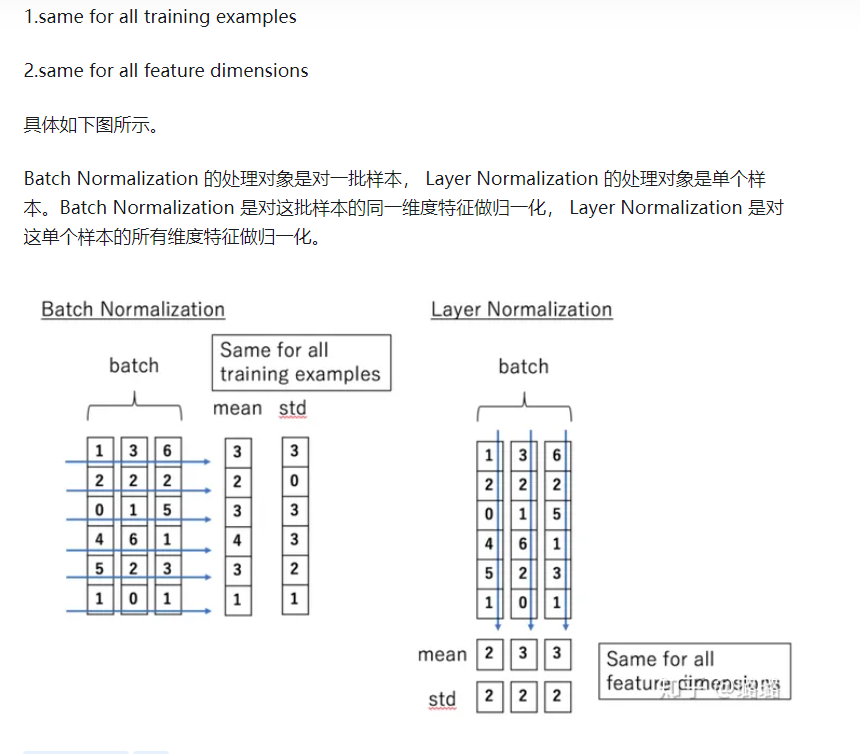 1.same for all training examples
2.same for all feature dimensions
具体如下图所示。
Batch Normalization 的处理对象是对一批样本， Layer Normalization 的处理对象是单个样
本。Batch Normalization 是对这批样本的同一维度特征做归一化， Layer Normalization 是对
这单个样本的所有维度特征做归一化。
Batch Normalization
batch
Same for all
training examples
mean std
1 3 6 3 3
2 2 2 2 0
0 1 5 3 3
4 6 1 4 3
5 2 3 3 2
1 0 1 1 1
Layer Normalization
batch
1 3 6
2 2 2
0 1 5
4 6 1
5 2 3
1 0 1
mean 2 3 3
std 2 2 2
Same for all
feature dimensions
知乎 @璐璐